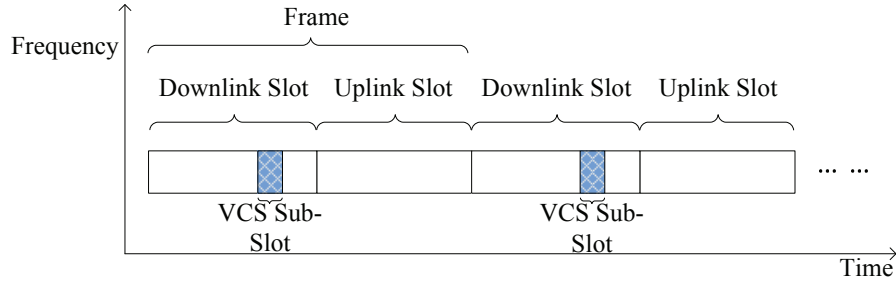 Frame
Frequency
Downlink Slot Uplink Slot Downlink Slot Uplink Slot
... ...
VCS Sub-
Slot
VCS Sub-
Slot
Time